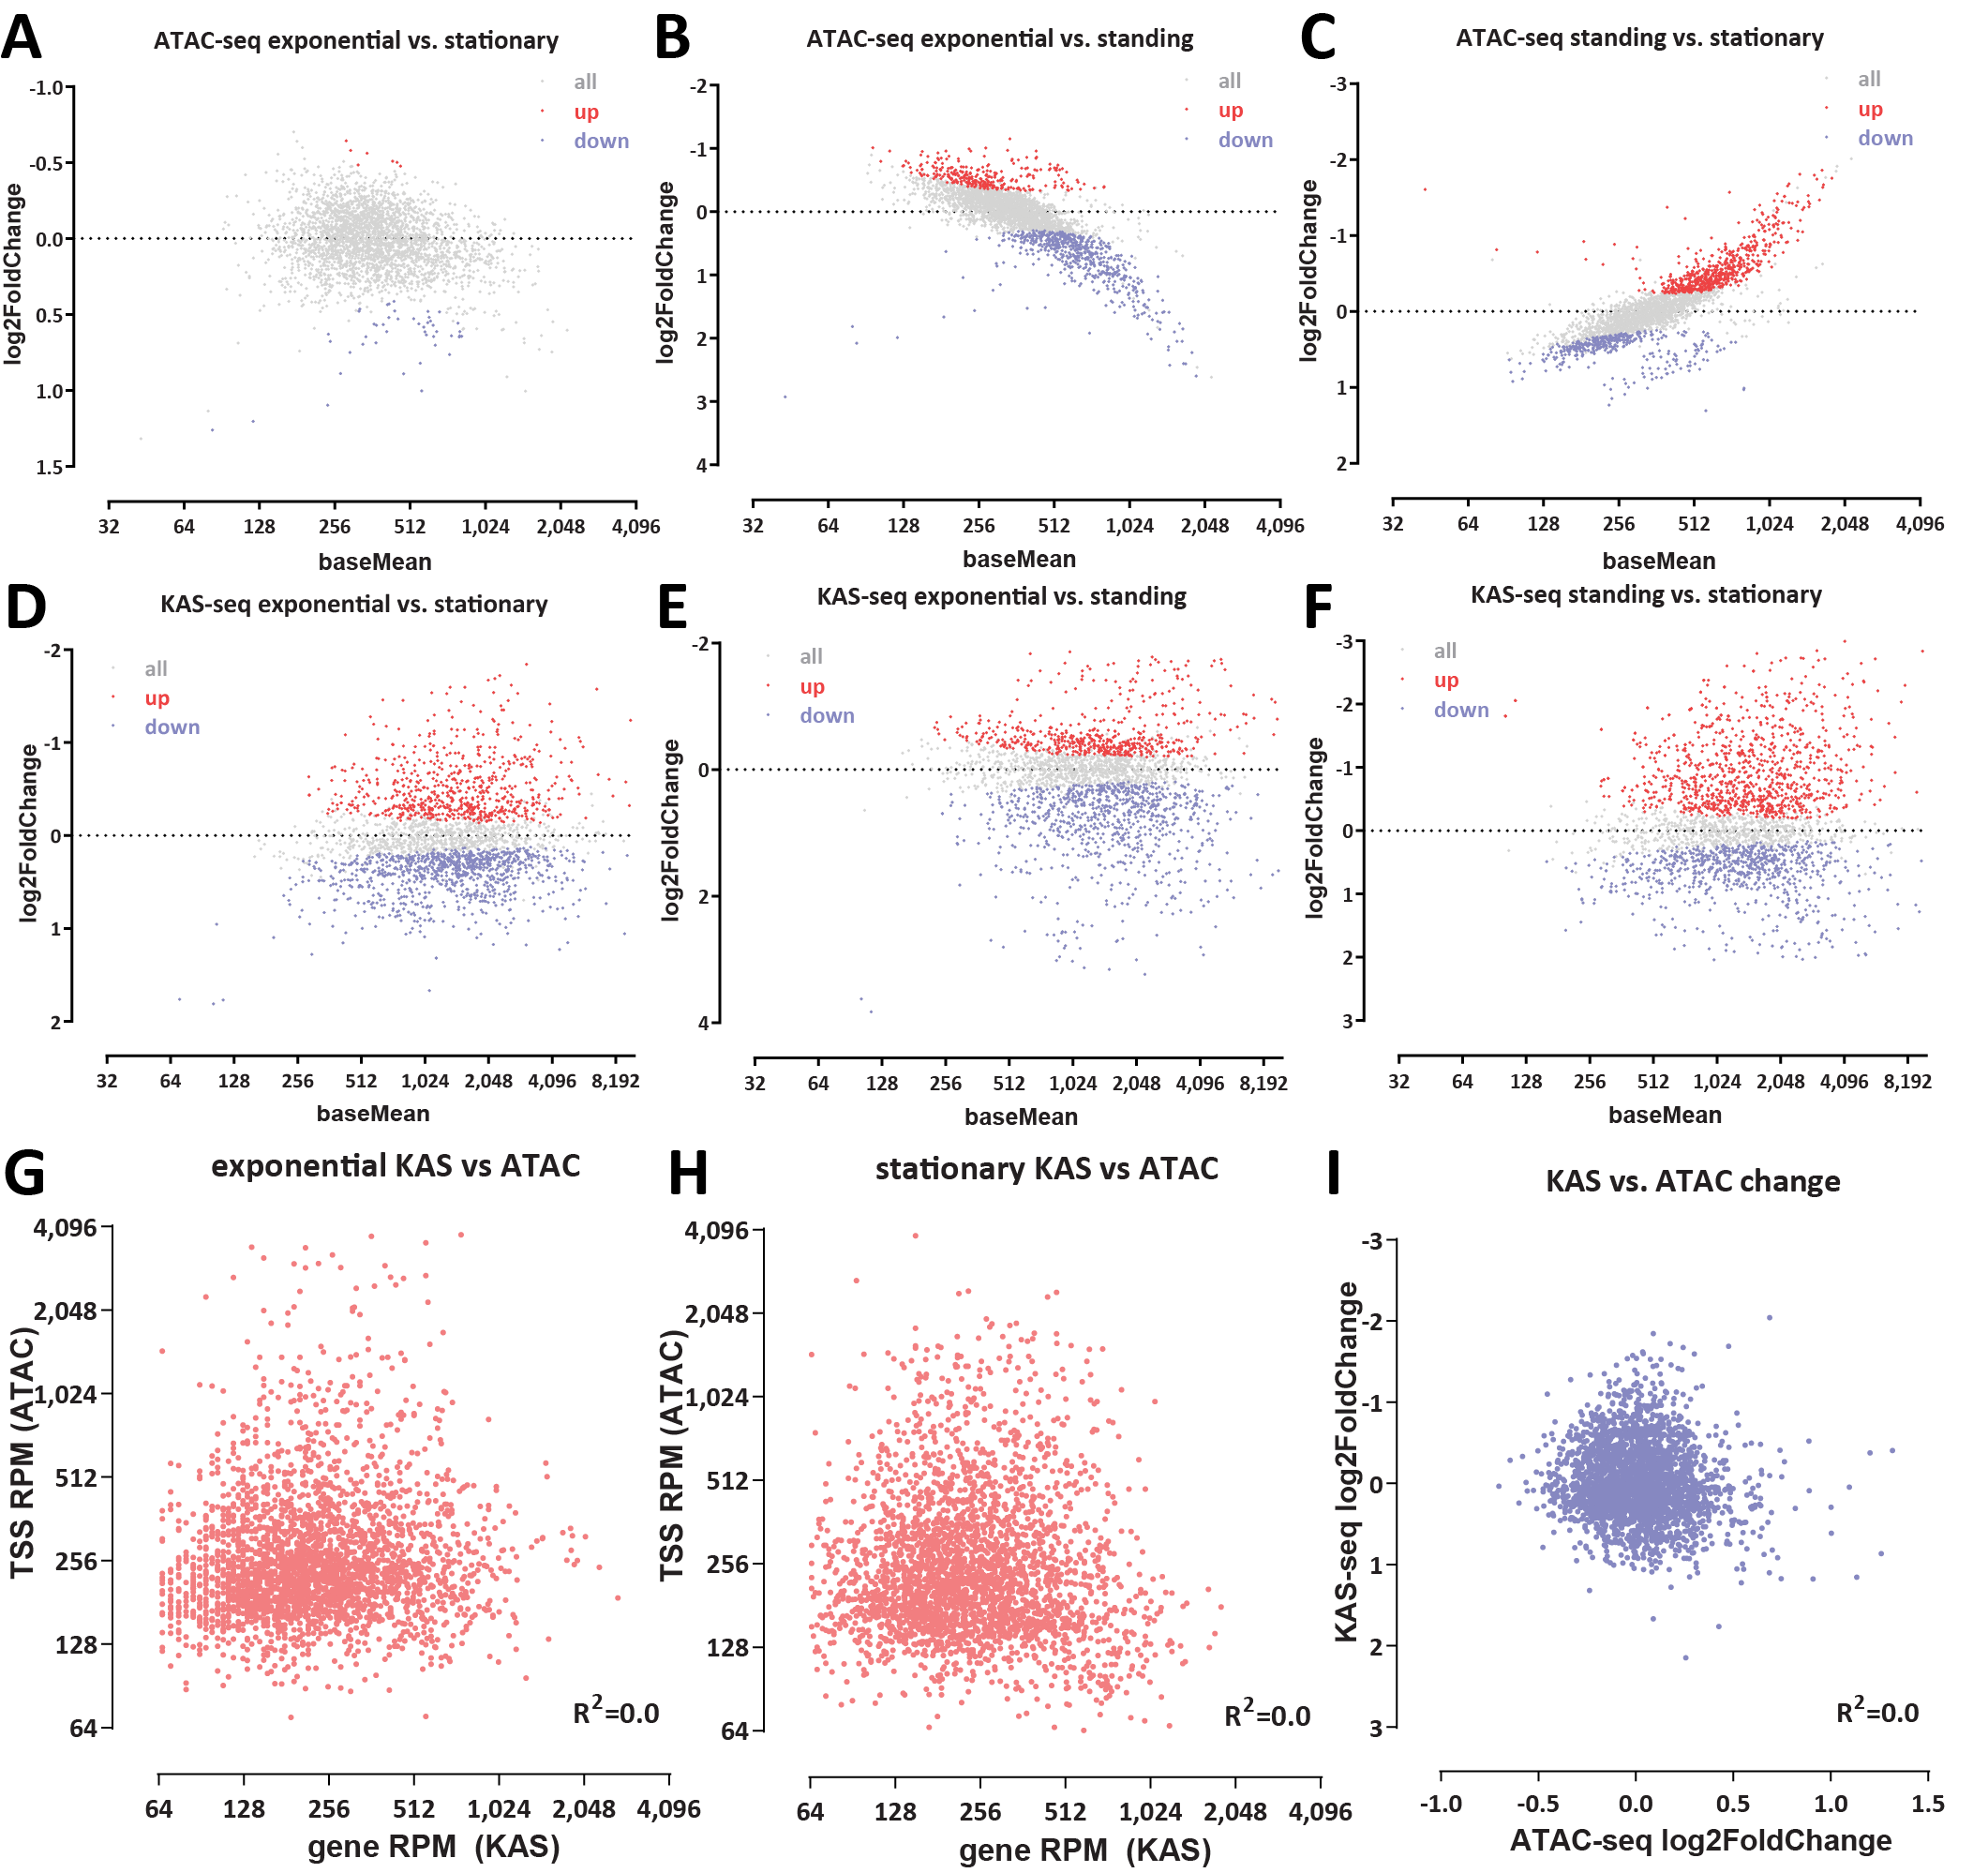 A
ATAC-seq exponential vs. stationary
all
up
down
-1.0
-0.5
0.0
0.5
1.0
1.5
log2FoldChange
32 64 128 256 512 1,024 2,048 4,096
baseMean
B
ATAC-seq exponential vs. standing
all
up
down
-2
-1
0
1
2
3
4
log2FoldChange
32 64 128 256 512 1,024 2,048 4,096
baseMean
C
ATAC-seq standing vs. stationary
all
up
down
-3
-2
-1
0
1
2
log2FoldChange
32 64 128 256 512 1,024 2,048 4,096
baseMean
D
KAS-seq exponential vs. stationary
all
up
down
-2
-1
0
1
2
log2FoldChange
32 64 128 256 512 1,024 2,048 4,096 8,192
baseMean
E
KAS-seq exponential vs. standing
all
up
down
-2
0
2
4
log2FoldChange
32 64 128 256 512 1,024 2,048 4,096 8,192
baseMean
F
KAS-seq standing vs. stationary
all
up
down
-3
-2
-1
0
1
2
3
log2FoldChange
32 64 128 256 512 1,024 2,048 4,096 8,192
baseMean
G
exponential KAS vs ATAC
4,096
2,048
1,024
512
256
128
64
TSS RPM (ATAC)
R²=0.0
64 128 256 512 1,024 2,048 4,096
gene RPM (KAS)
H
stationary KAS vs ATAC
4,096
2,048
1,024
512
256
128
64
TSS RPM (ATAC)
R²=0.0
64 128 256 512 1,024 2,048 4,096
gene RPM (KAS)
I
KAS vs. ATAC change
-3
-2
-1
0
1
2
3
KAS-seq log2FoldChange
R²=0.0
-1.0 -0.5 0.0 0.5 1.0 1.5
ATAC-seq log2FoldChange